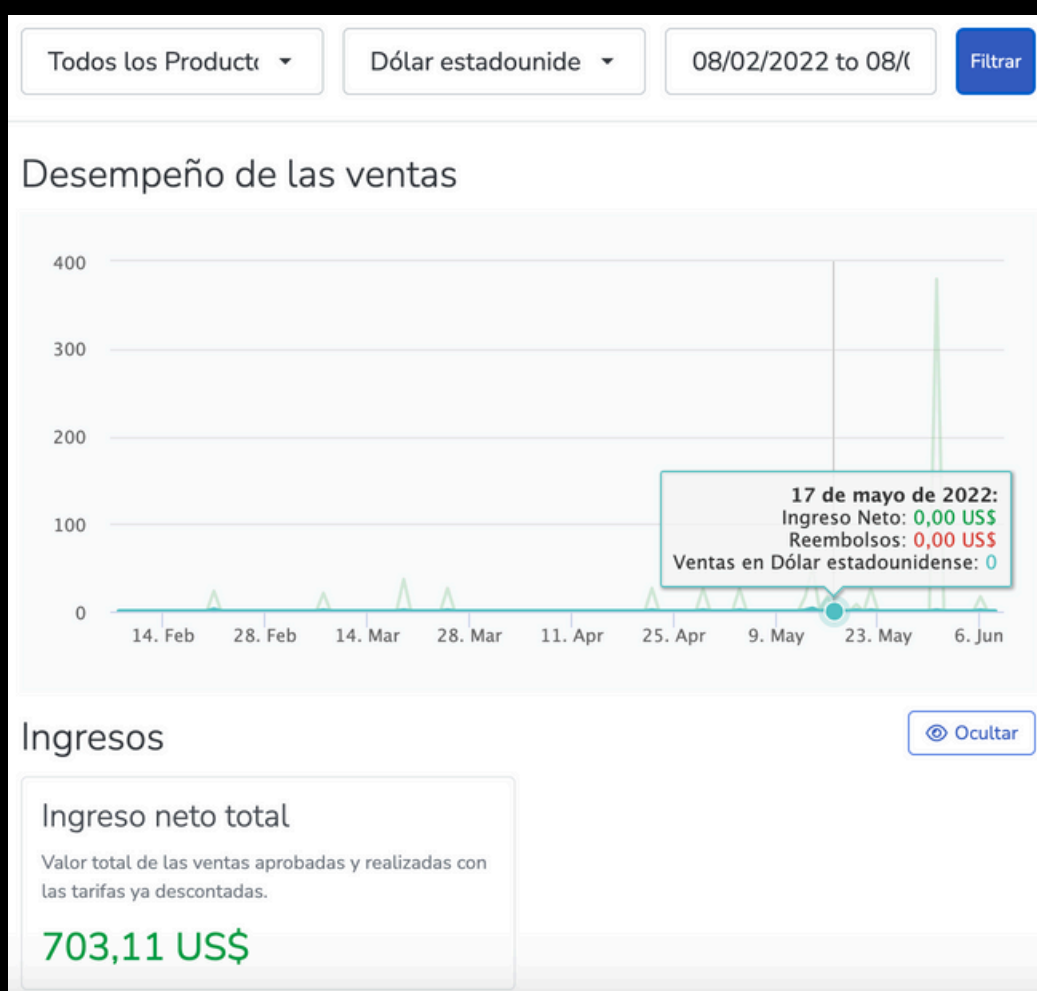 Todos los Product
Dólar estadounide
08/02/2022 to 08/
Filtrar
Desempeño de las ventas
400
300
200
100
0
17 de mayo de 2022:
Ingreso Neto: 0,00 US$
Reembolsos: 0,00 US$
Ventas en Dólar estadounidense: 0
14. Feb 28. Feb 14. Mar 28. Mar 11. Apr 25. Apr 9. May 23. May 6. Jun
Ingresos
Ocultar
Ingreso neto total
Valor total de las ventas aprobadas y realizadas con
las tarifas ya descontadas.
703,11 US$